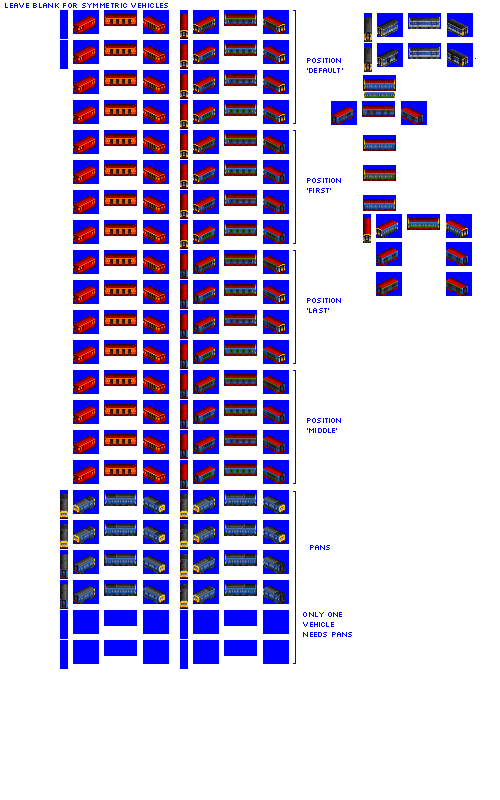 LEAVE BLANK FOR SYMMETRIC VEHICLES
POSITION
'DEFAULT'
POSITION
'FIRST'
POSITION
'LAST'
POSITION
'MIDDLE'
PANS
ONLY ONE
VEHICLE
NEEDS PANS